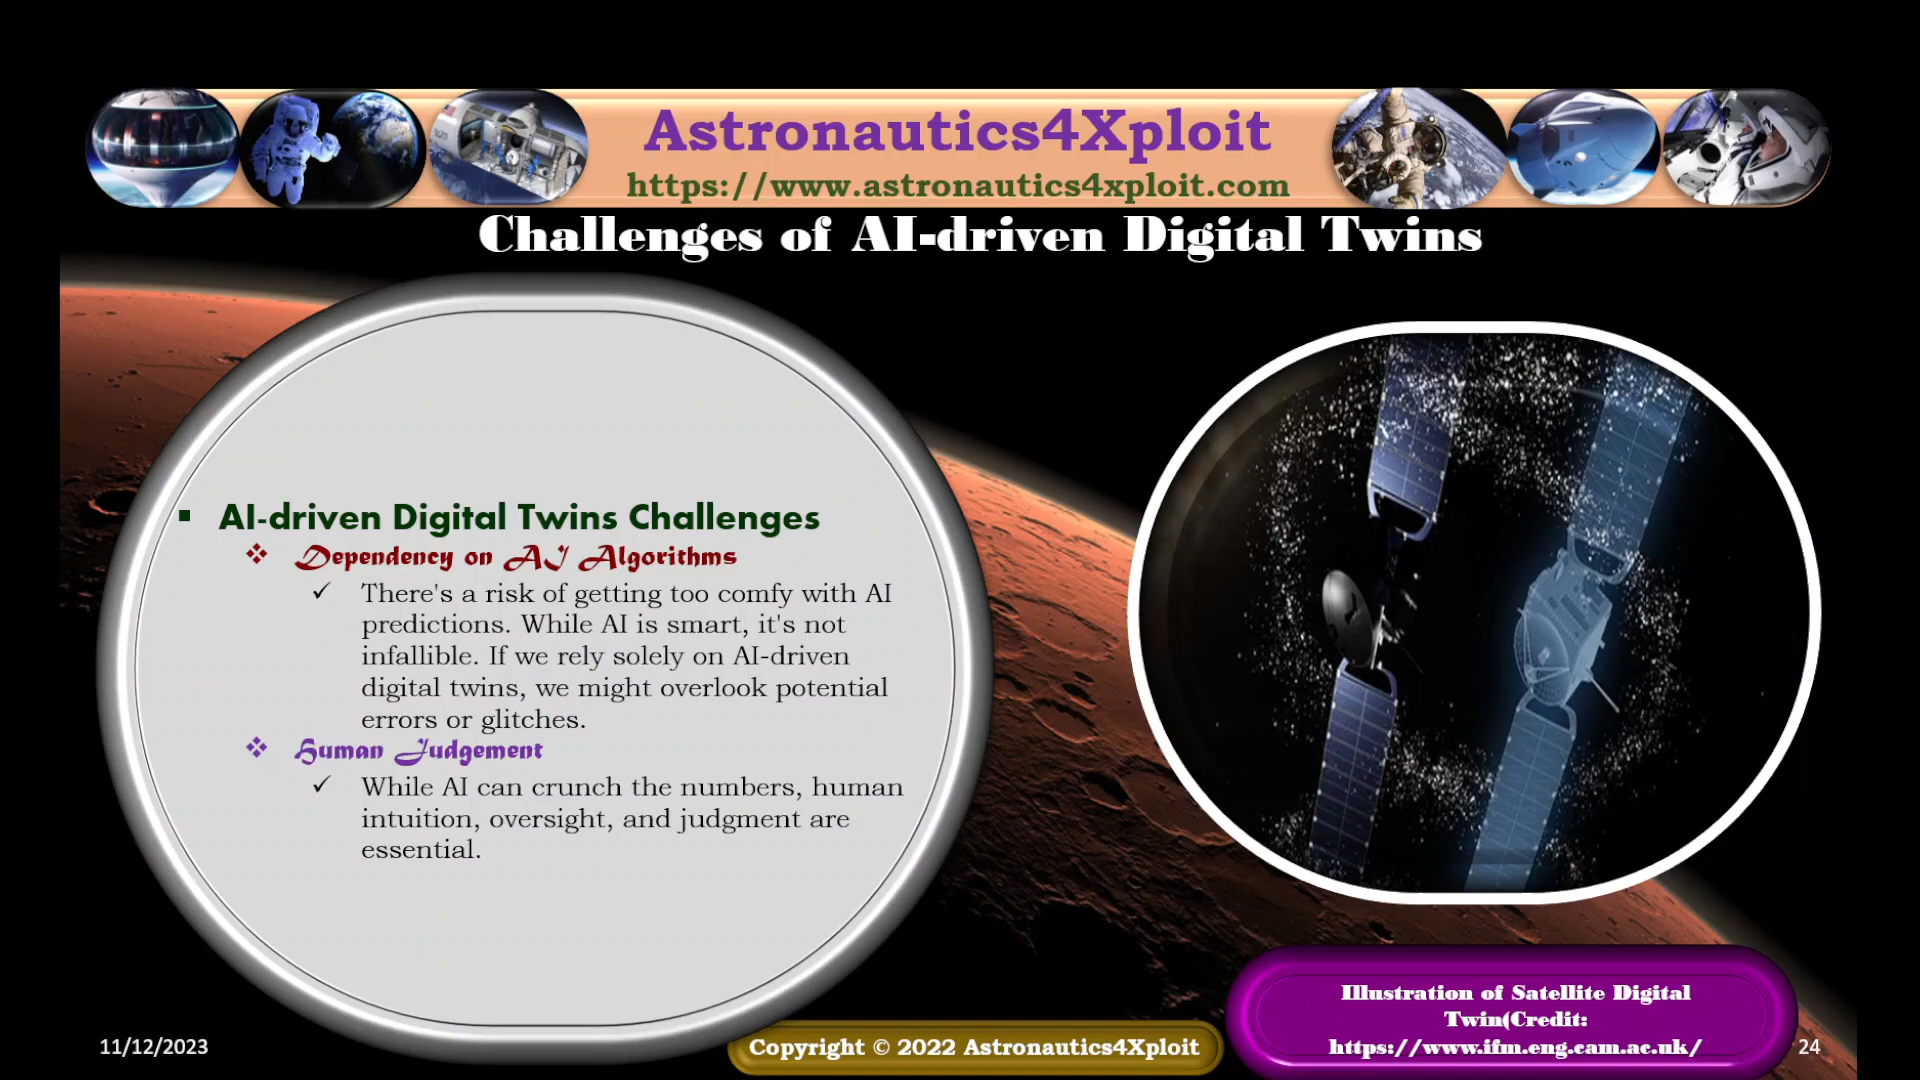 Astronautics4Xploit
https://www.astronautics4xploit.com
Challenges of AI-driven Digital Twins
AI-driven Digital Twins Challenges
Dependency on AI Algorithms
There's a risk of getting too comfy with AI
predictions. While AI is smart, it's not
infallible. If we rely solely on AI-driven
digital twins, we might overlook potential
errors or glitches.
Human Judgement
While AI can crunch the numbers, human
intuition, oversight, and judgment are
essential.
Illustration of Satellite Digital
Twin(Credit:
https://www.ifm.eng.cam.ac.uk/
11/12/2023
Copyright © 2022 Astronautics4Xploit
24